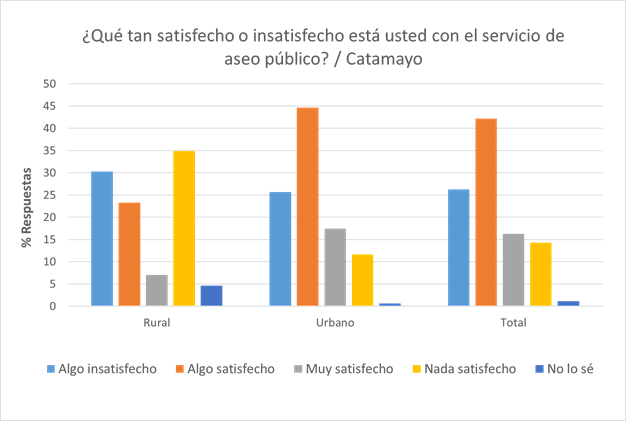 ¿Qué tan satisfecho o insatisfecho está usted con el servicio de
aseo público? / Catamayo
50
45
40
35
30
25
20
15
10
5
0
% Respuestas
Rural Urbano Total
Algo insatisfecho Algo satisfecho Muy satisfecho Nada satisfecho No lo sé